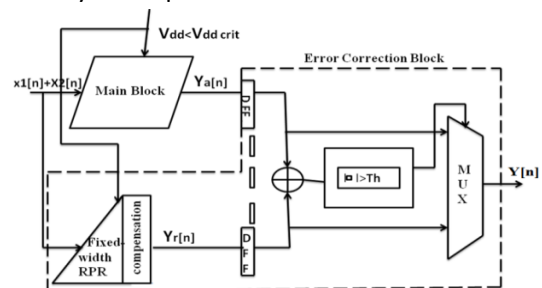 Vdd<Vdd crit
Error Correction Block
x1[n]+X2[n]
Main Block
Ya[n]
DFF
|¤|>Th
MUX
Y[n]
Fixed-width RPR
compensation
Yr[n]
DFF